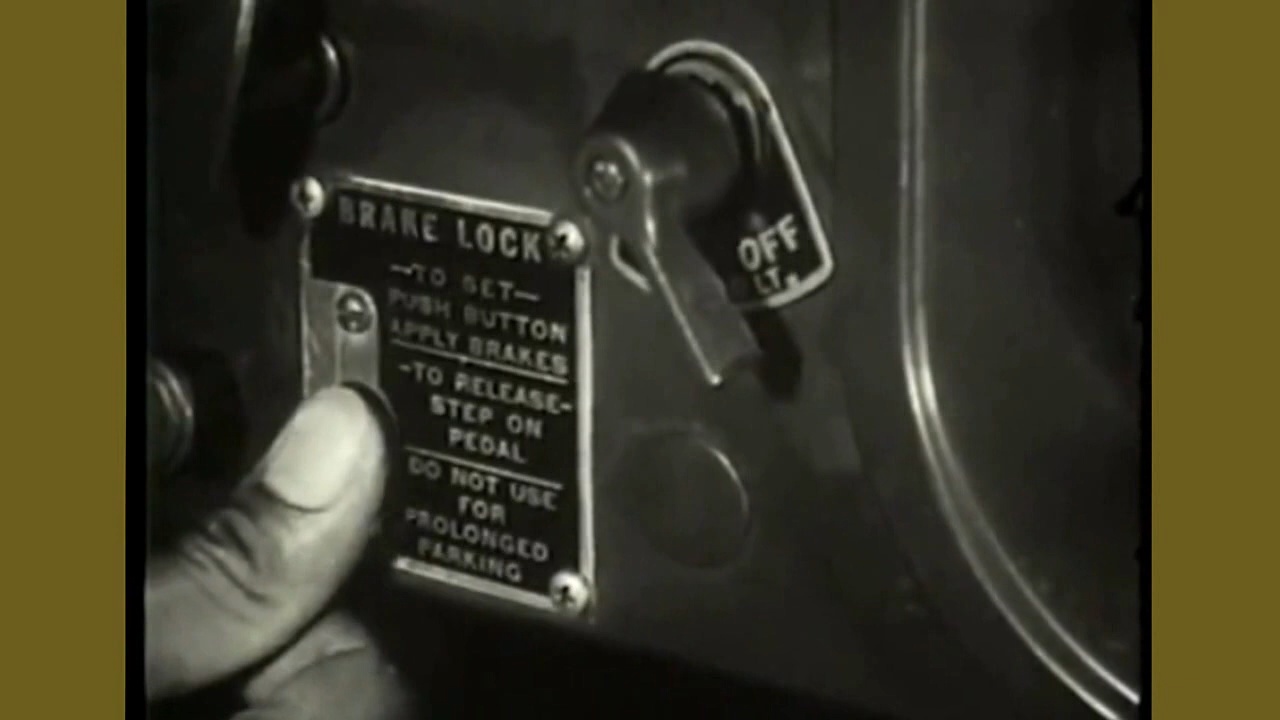 BRAKE LOCK
—TO SET—
PUSH BUTTON
APPLY BRAKES
-TO RELEASE-
STEP ON
PEDAL
DO NOT USE
FOR
PROLONGED
PARKING
OFF
LT.